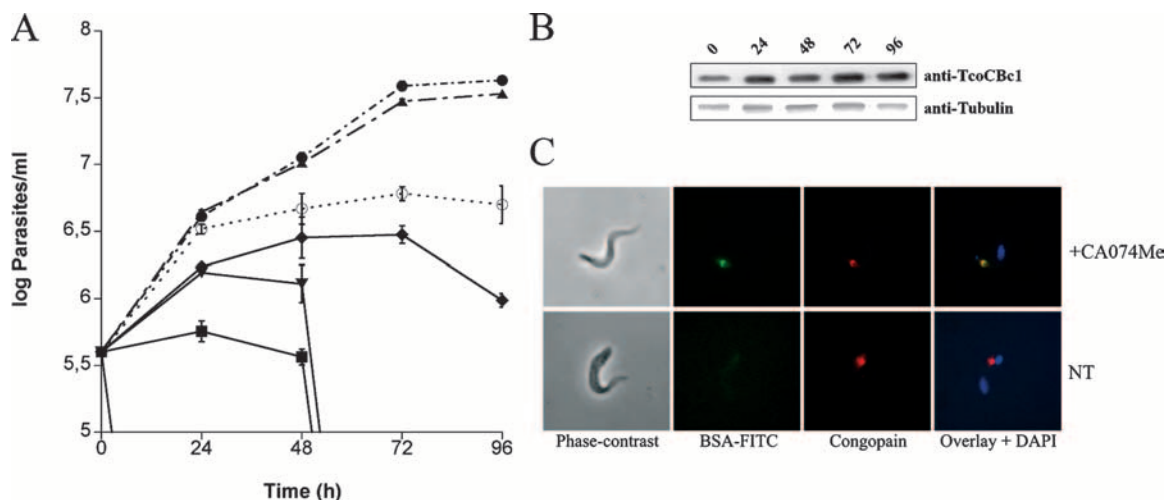 A
8
7,5
7
6,5
6
5,5
5
log Parasites/ml
0 24 48 72 96
Time (h)
B
0 24 48 72 96
anti-TcoCBc1
anti-Tubulin
C
+CA074Me
NT
Phase-contrast BSA-FITC Congopain Overlay + DAPI